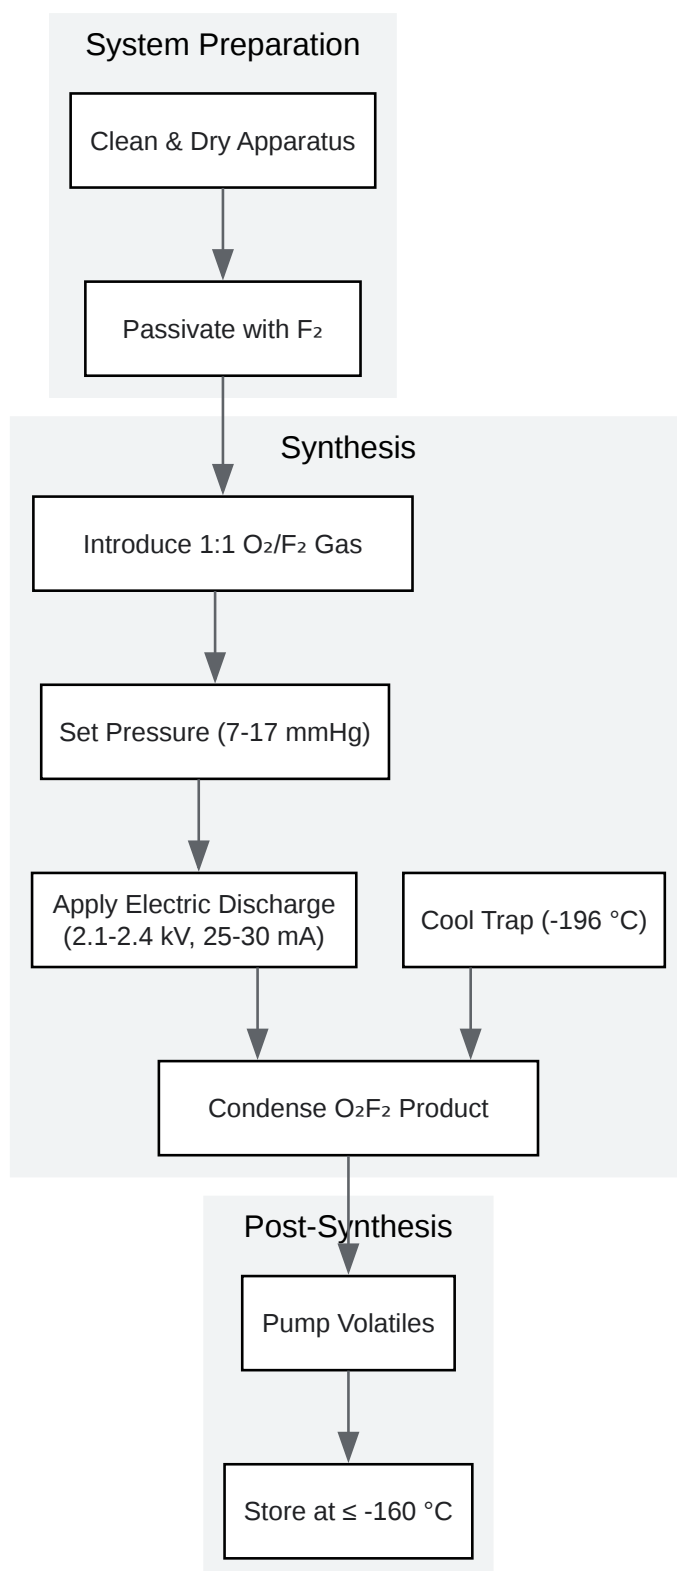 System Preparation
Clean & Dry Apparatus
Passivate with F₂
Synthesis
Introduce 1:1 O₂/F₂ Gas
Set Pressure (7-17 mmHg)
Apply Electric Discharge
(2.1-2.4 kV, 25-30 mA)
Cool Trap (-196 °C)
Condense O₂F₂ Product
Post-Synthesis
Pump Volatiles
Store at ≤ -160 °C